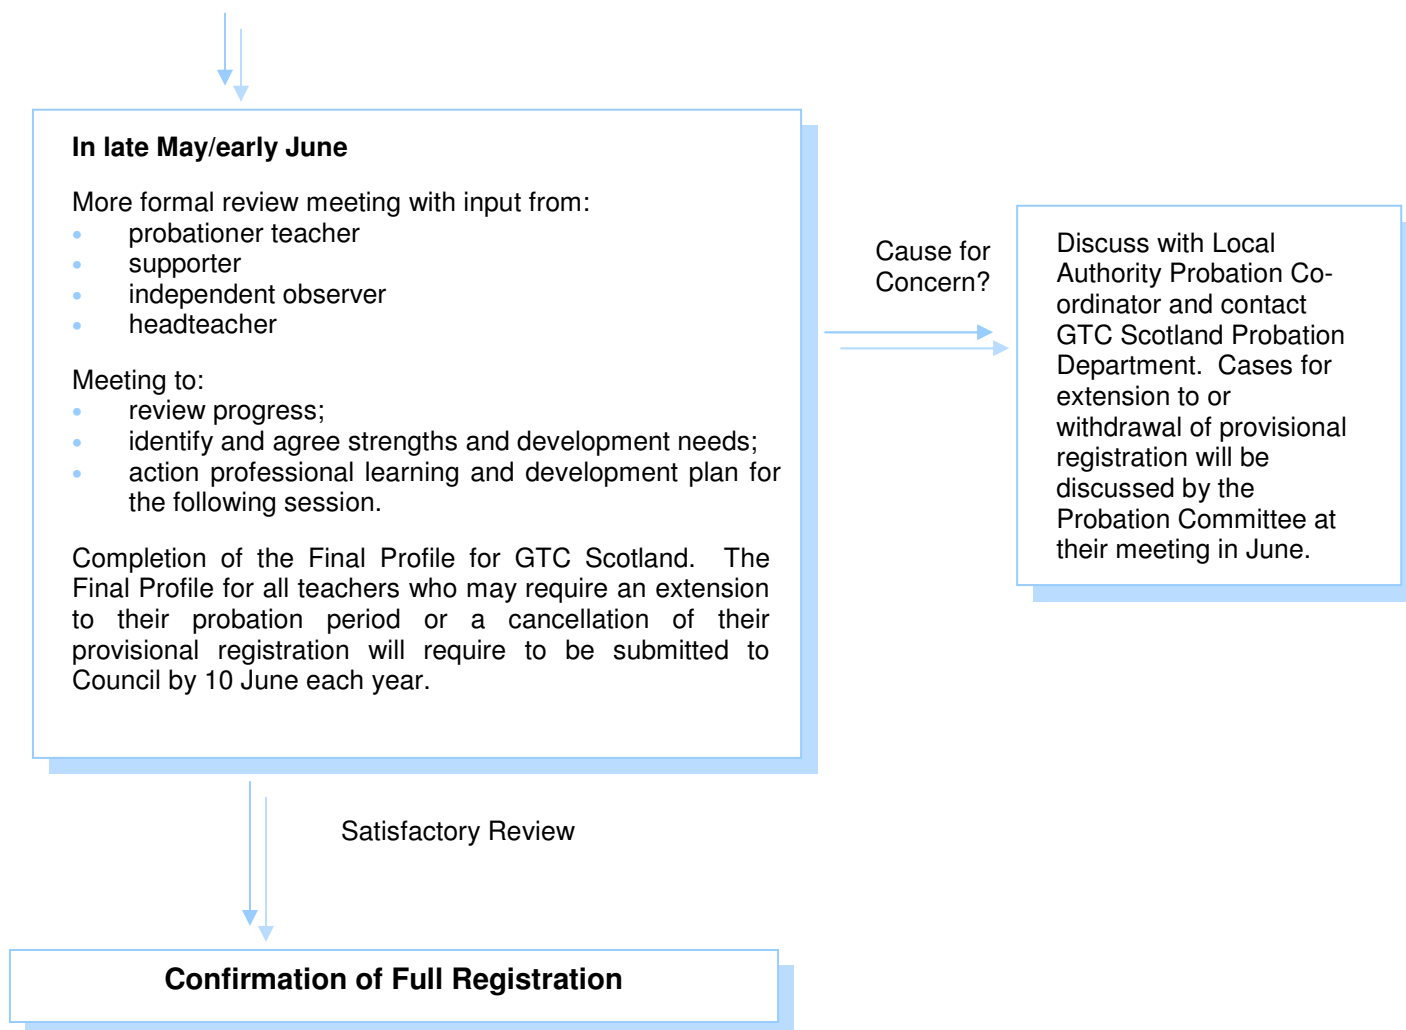 In late May/early June
More formal review meeting with input from:
• probationer teacher
• supporter
• independent observer
• headteacher
Meeting to:
• review progress;
• identify and agree strengths and development needs;
• action professional learning and development plan for
the following session.
Completion of the Final Profile for GTC Scotland. The
Final Profile for all teachers who may require an extension
to their probation period or a cancellation of their
provisional registration will require to be submitted to
Council by 10 June each year.
Cause for
Concern?
Discuss with Local
Authority Probation Co-
ordinator and contact
GTC Scotland Probation
Department. Cases for
extension to or
withdrawal of provisional
registration will be
discussed by the
Probation Committee at
their meeting in June.
Satisfactory Review
Confirmation of Full Registration